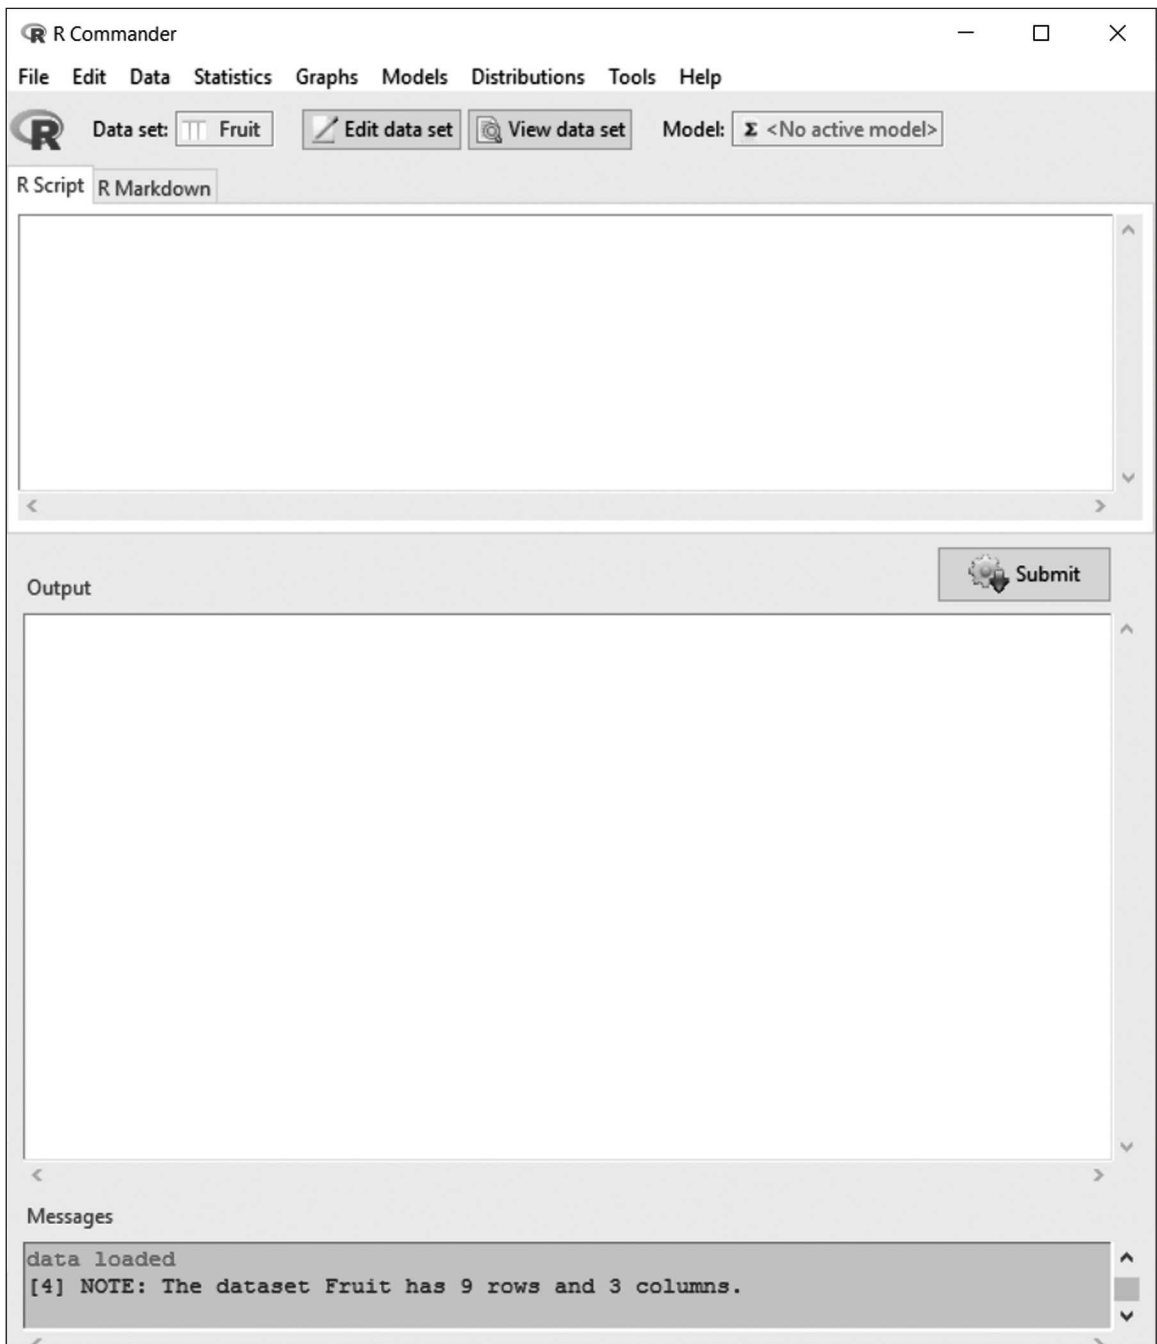 R Commander
File Edit Data Statistics Graphs Models Distributions Tools Help
R Data set: Fruit Edit data set View data set Model: Σ <No active model>
R Script R Markdown
Output Submit
Messages
data loaded
[4] NOTE: The dataset Fruit has 9 rows and 3 columns.